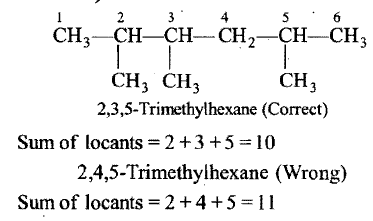 1 2 3 4 5 6
CH₃—CH—CH—CH₂—CH—CH₃
CH₃ CH₃ CH₃
2,3,5-Trimethylhexane (Correct)
Sum of locants = 2 + 3 + 5 = 10
2,4,5-Trimethylhexane (Wrong)
Sum of locants = 2 + 4 + 5 = 11